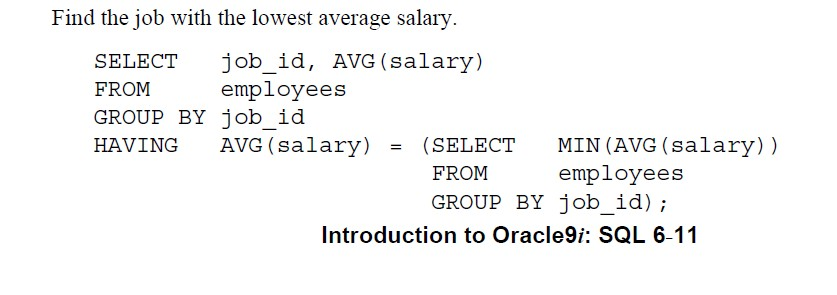 Find the job with the lowest average salary.
SELECT job_id, AVG(salary)
FROM employees
GROUP BY job_id
HAVING AVG(salary) = (SELECT MIN(AVG(salary))
FROM employees
GROUP BY job_id);
Introduction to Oracle9i: SQL 6-11